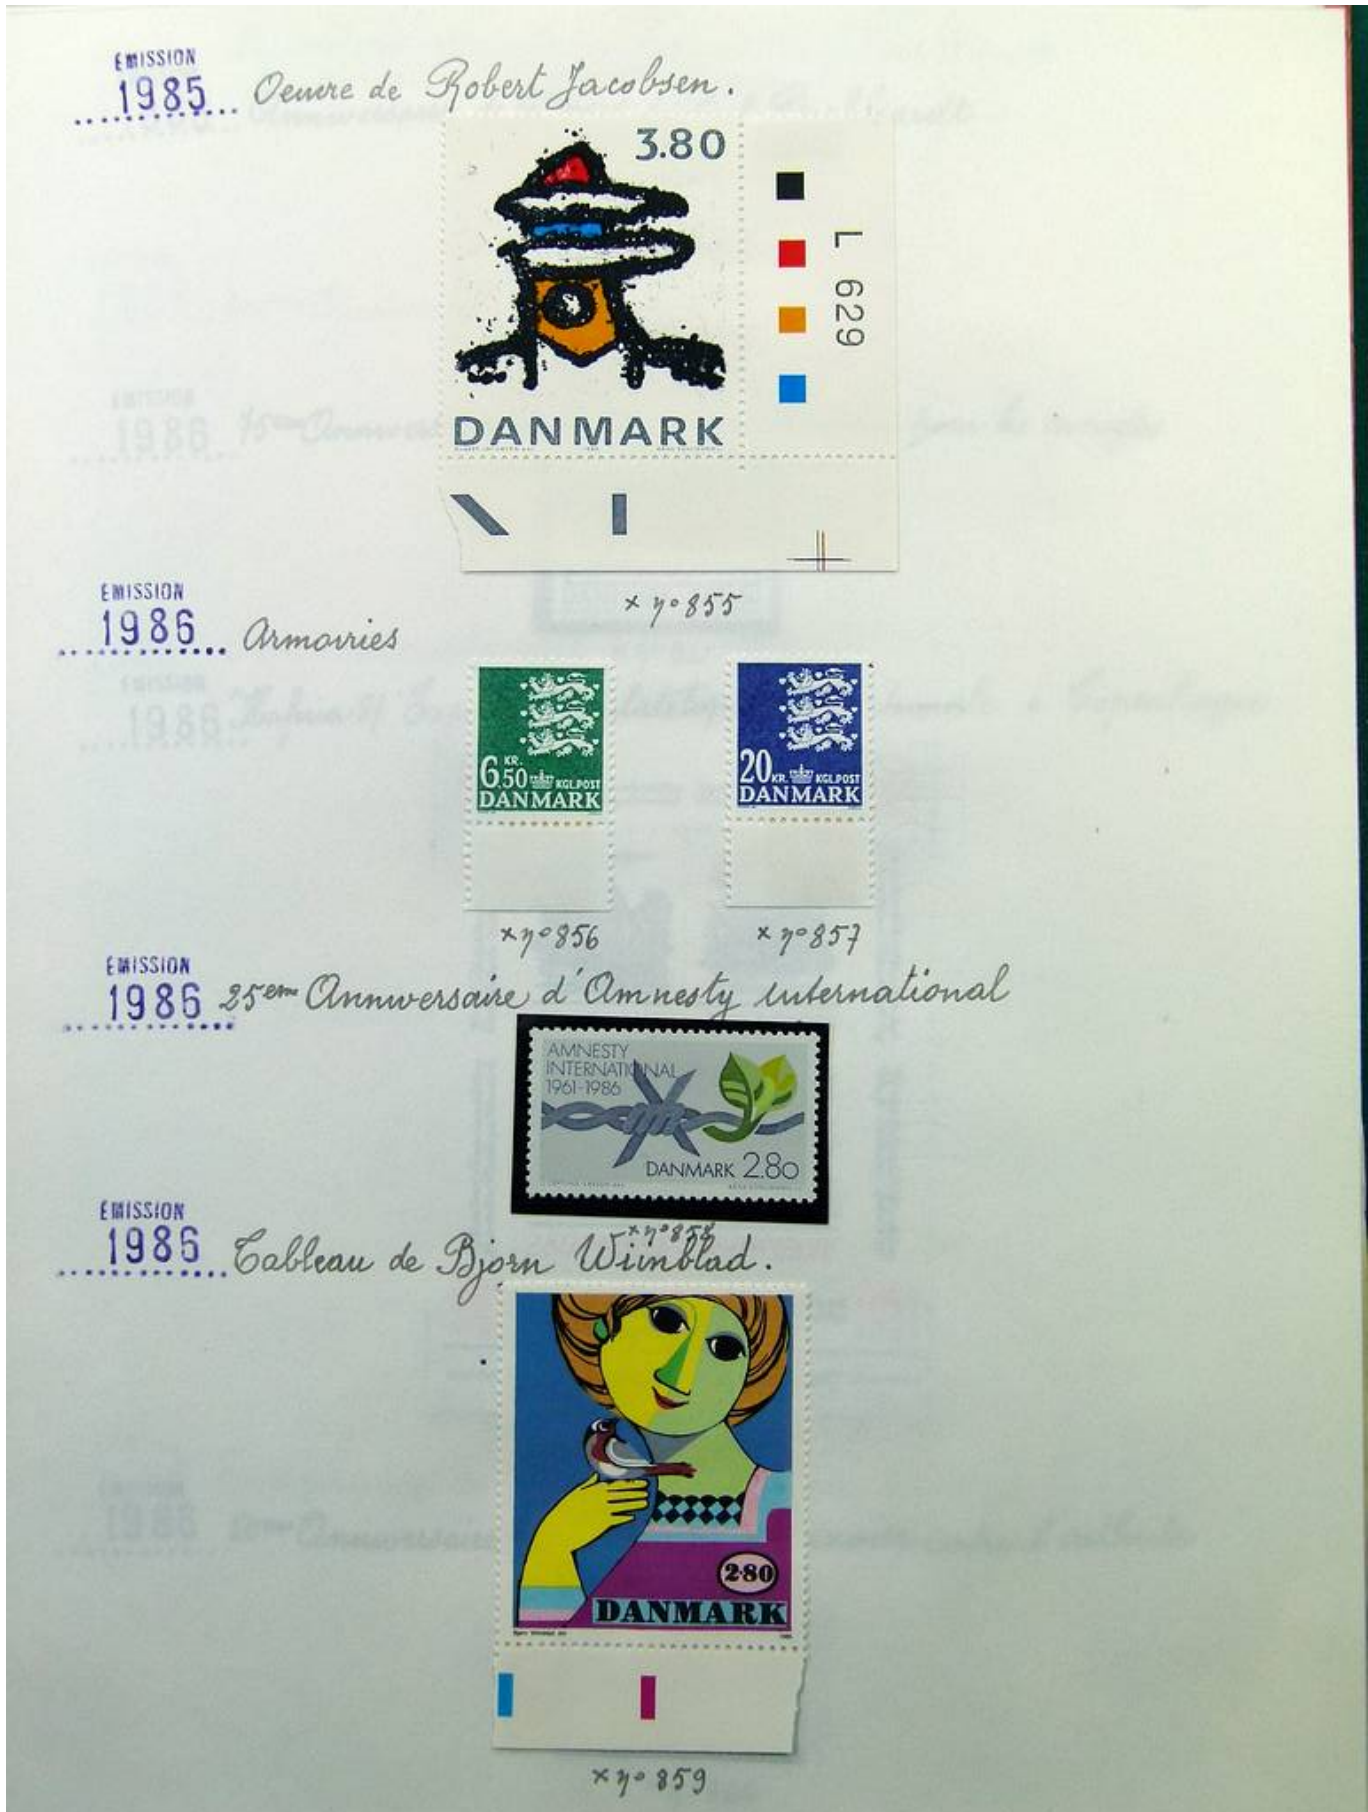 EMISSION
1985 Oeuvre de Robert Jacobsen.
3.80
L 629
DANMARK
x n° 855
EMISSION
1986 Armoiries
6.50 KR. KGL.POST
DANMARK
20 KR. KGL.POST
DANMARK
x n° 856
x n° 857
EMISSION
1986 25eme Anniversaire d'Amnesty international
AMNESTY
INTERNATIONAL
1961-1986
DANMARK 2.80
x n° 858
EMISSION
1986 Tableau de Bjorn Wiinblad.
2.80
DANMARK
x n° 859